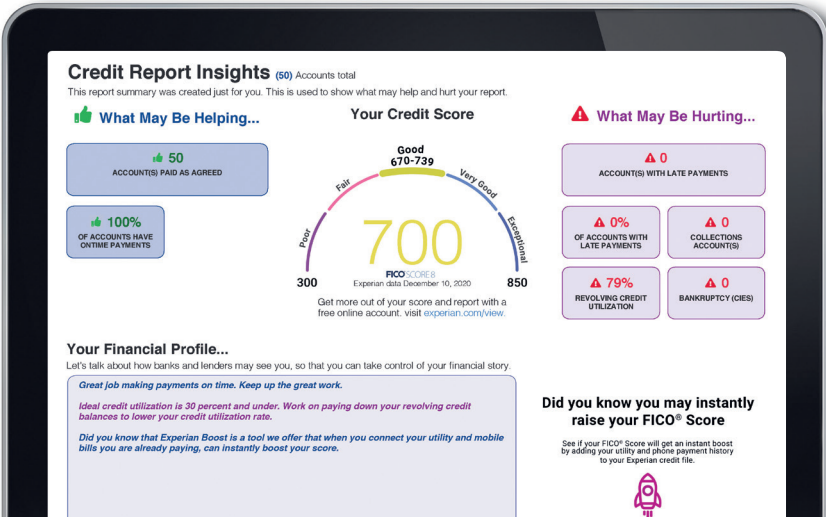 Credit Report Insights (50) Accounts total
This report summary was created just for you. This is used to show what may help and hurt your report.
What May Be Helping...
50
ACCOUNT(S) PAID AS AGREED
100%
OF ACCOUNTS HAVE
ONTIME PAYMENTS
Your Credit Score
Good
670-739
Fair
Very Good
Poor
Exceptional
700
FICO SCORE 8
300
Experian data December 10, 2020
850
Get more out of your score and report with a
free online account. visit experian.com/view.
What May Be Hurting...
0
ACCOUNT(S) WITH LATE PAYMENTS
0%
OF ACCOUNTS WITH
LATE PAYMENTS
0
COLLECTIONS
ACCOUNT(S)
79%
REVOLVING CREDIT
UTILIZATION
0
BANKRUPTCY (CIES)
Your Financial Profile...
Let's talk about how banks and lenders may see you, so that you can take control of your financial story.
Great job making payments on time. Keep up the great work.
Ideal credit utilization is 30 percent and under. Work on paying down your revolving credit
balances to lower your credit utilization rate.
Did you know that Experian Boost is a tool we offer that when you connect your utility and mobile
bills you are already paying, can instantly boost your score.
Did you know you may instantly
raise your FICO® Score
See if your FICO® Score will get an instant boost
by adding your utility and phone payment history
to your Experian credit file.